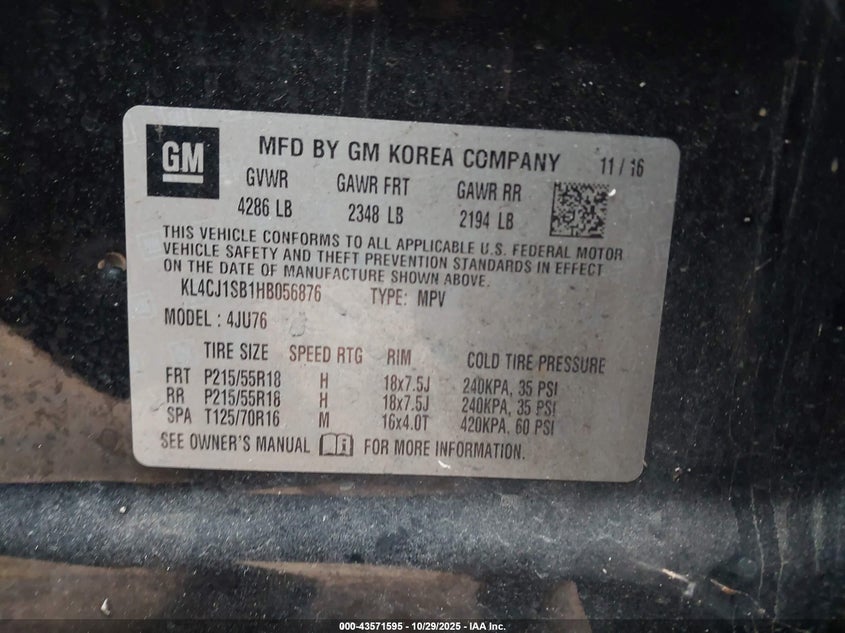 GM
MFD BY GM KOREA COMPANY 11/16
GVWR GAWR FRT GAWR RR
4286 LB 2348 LB 2194 LB
THIS VEHICLE CONFORMS TO ALL APPLICABLE U.S. FEDERAL MOTOR
VEHICLE SAFETY AND THEFT PREVENTION STANDARDS IN EFFECT
ON THE DATE OF MANUFACTURE SHOWN ABOVE.
KL4CJ1SB1HB056876 TYPE: MPV
MODEL : 4JU76
TIRE SIZE SPEED RTG RIM COLD TIRE PRESSURE
FRT P215/55R18 H 18x7.5J 240KPA, 35 PSI
RR P215/55R18 H 18x7.5J 240KPA, 35 PSI
SPA T125/70R16 M 16x4.0T 420KPA, 60 PSI
SEE OWNER'S MANUAL FOR MORE INFORMATION.
000-43571595 - 10/29/2025 - IAA Inc.